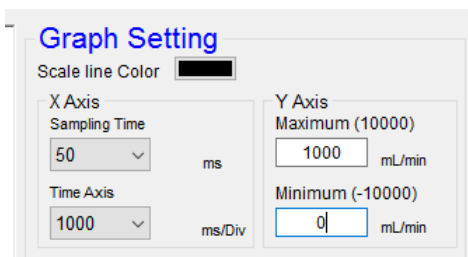 Graph Setting
Scale line Color
X Axis
Sampling Time
50
ms
Time Axis
1000
ms/Div
Y Axis
Maximum (10000)
1000
mL/min
Minimum (-10000)
0
mL/min